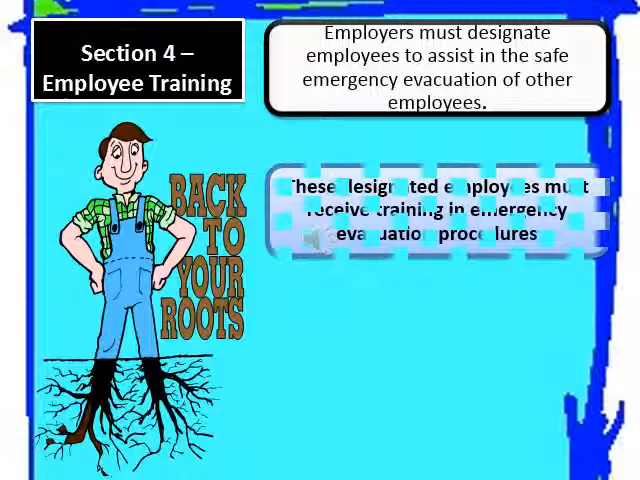 Section 4 –
Employee Training
Employers must designate
employees to assist in the safe
emergency evacuation of other
employees.
These designated employees must
receive training in emergency
evacuation procedures
BACK
TO
YOUR
ROOTS